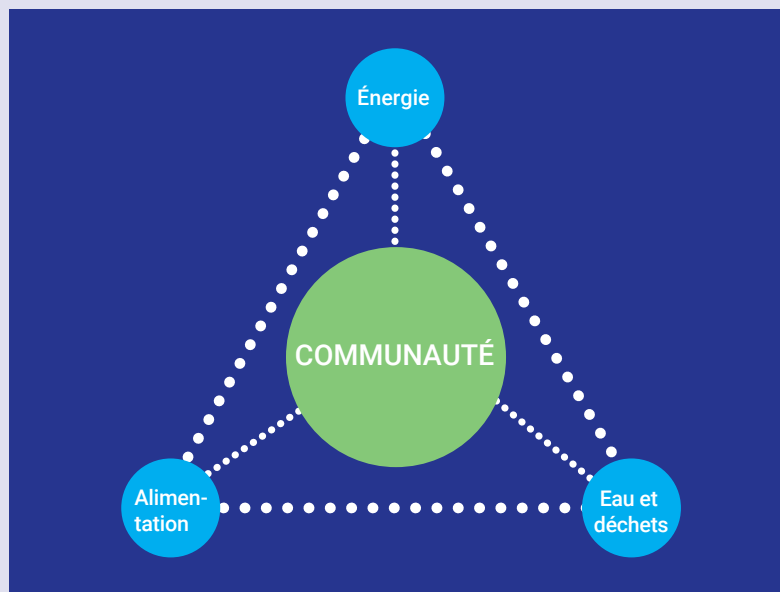 Énergie
COMMUNAUTÉ
Alimen-
tation
Eau et
déchets